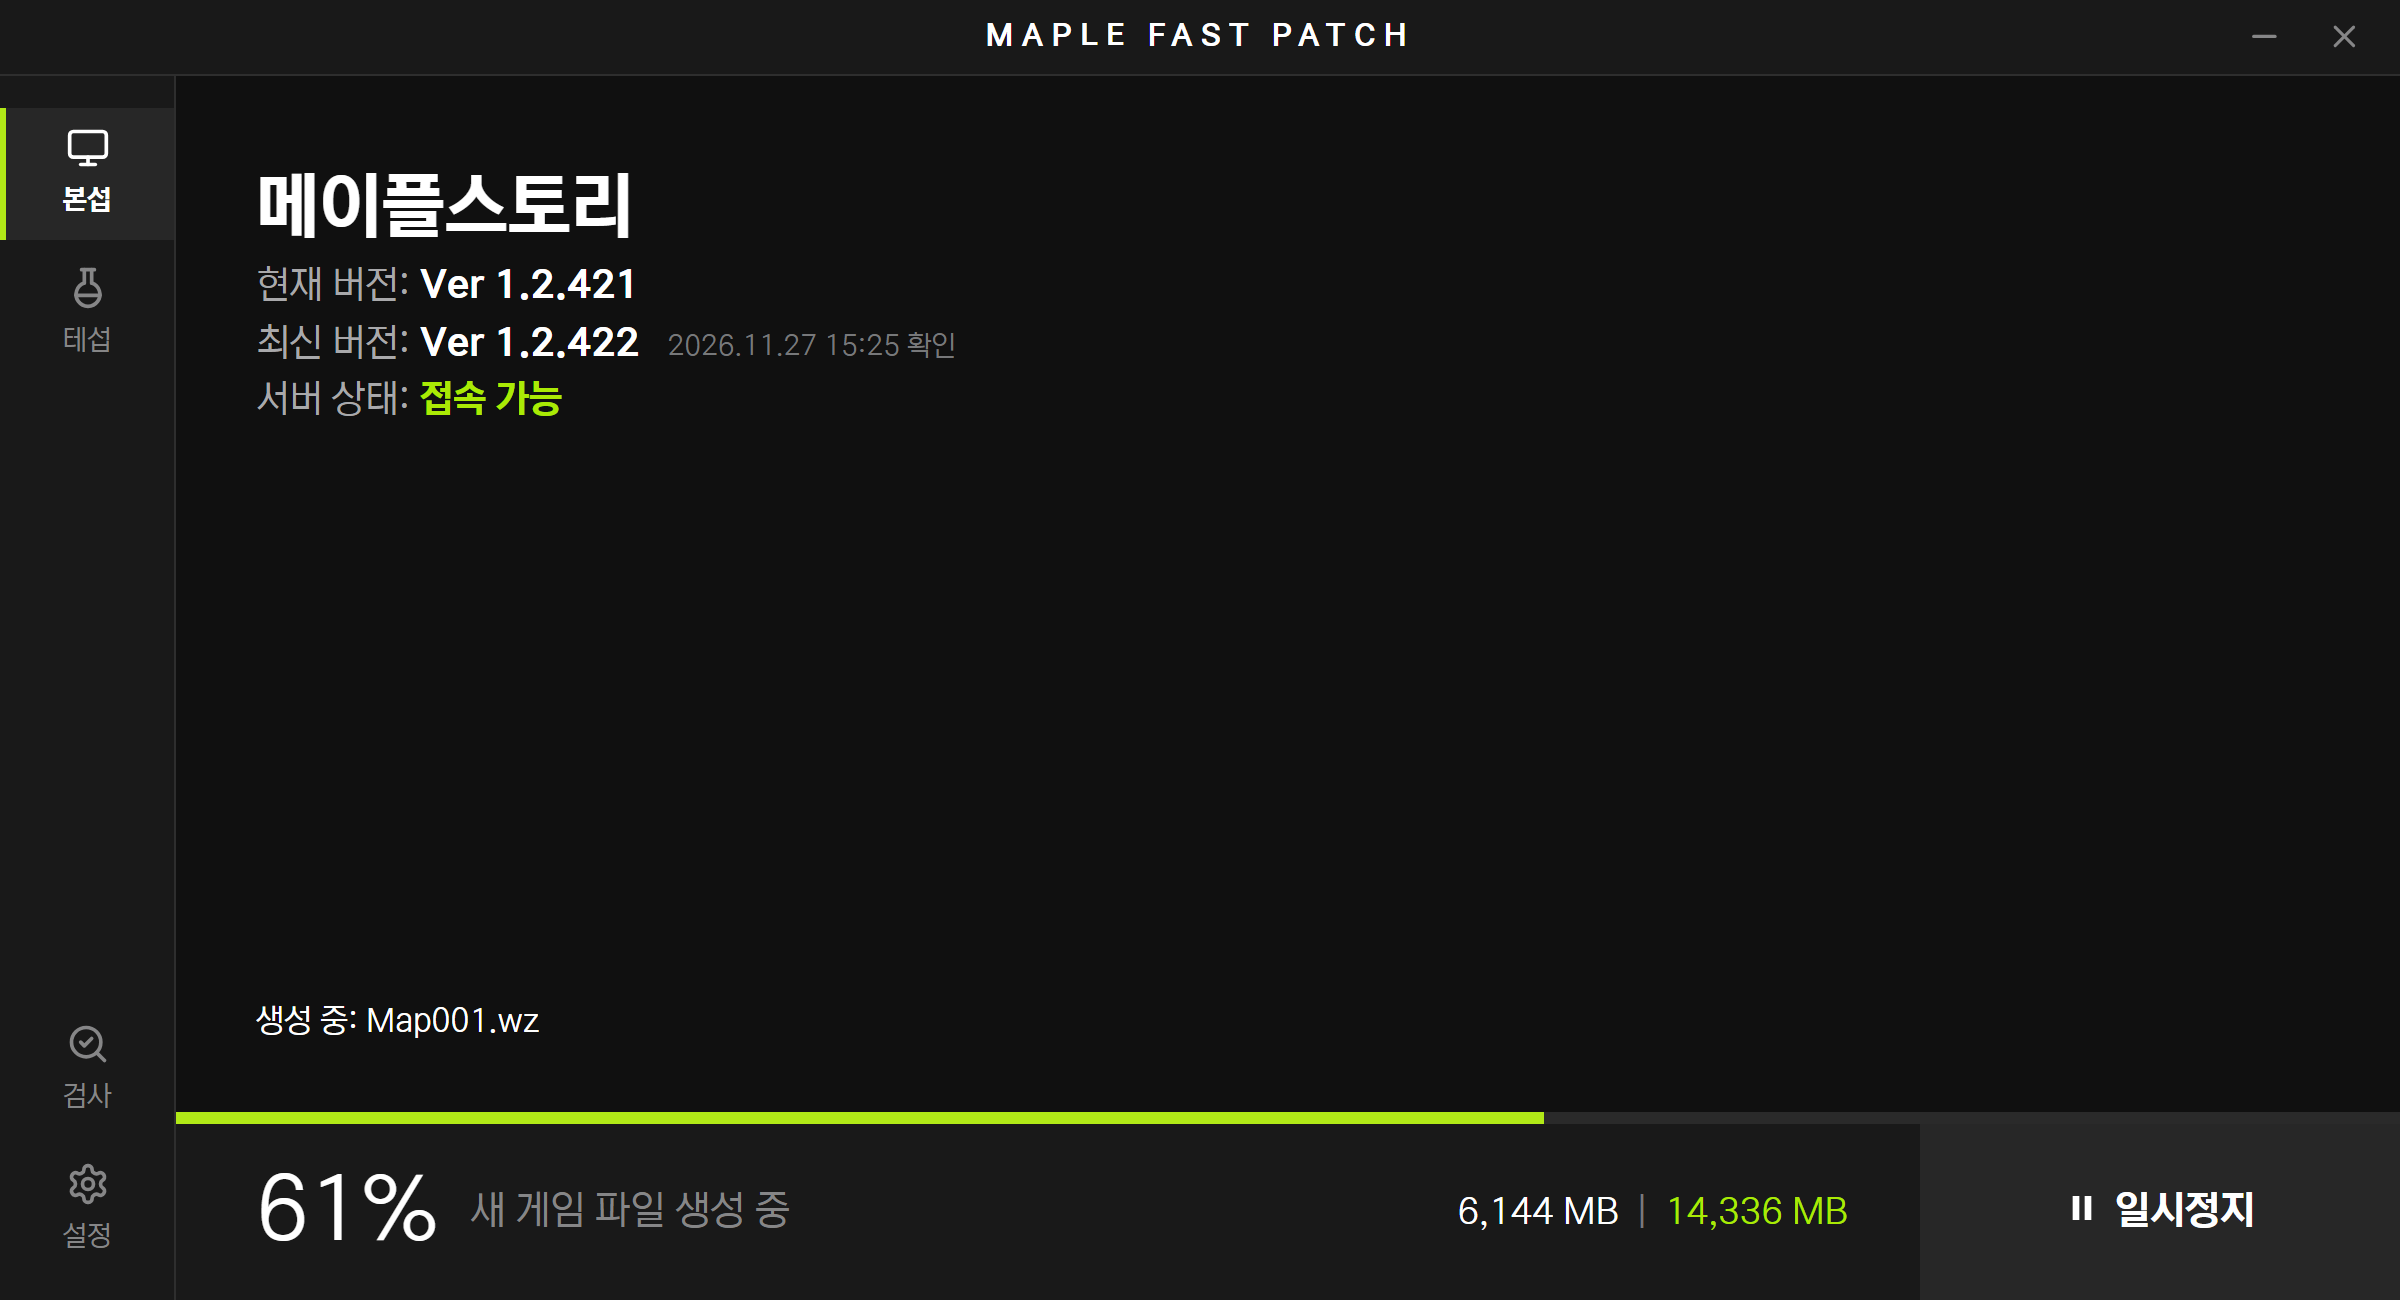 MAPLE FAST PATCH
본섭
테섭
메이플스토리
현재 버전: Ver 1.2.421
최신 버전: Ver 1.2.422 2026.11.27 15:25 확인
서버 상태: 접속 가능
생성 중: Map001.wz
검사
설정
61% 새 게임 파일 생성 중
6,144 MB | 14,336 MB
일시정지